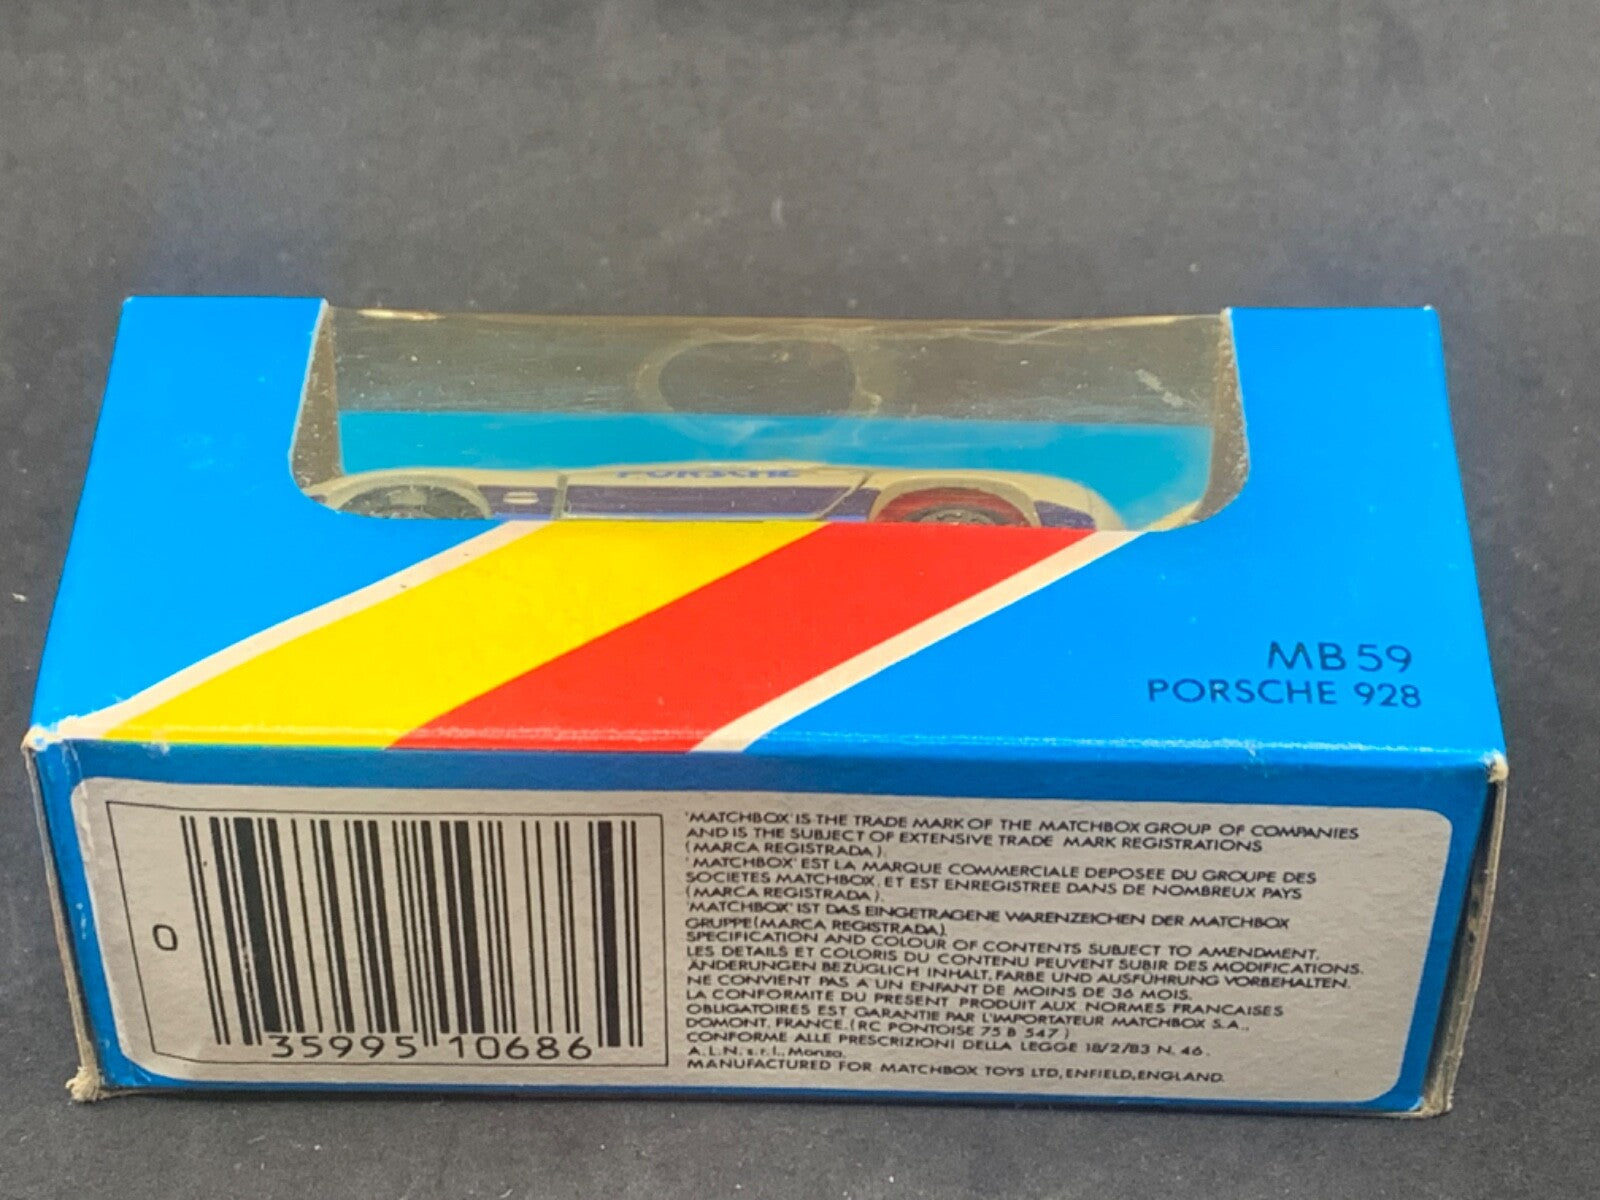 PORSCHE
MB59
PORSCHE 928
0
35995 10686
'MATCHBOX' IS THE TRADE MARK OF THE MATCHBOX GROUP OF COMPANIES
AND IS THE SUBJECT OF EXTENSIVE TRADE MARK REGISTRATIONS
(MARCA REGISTRADA).
'MATCHBOX' EST LA MARQUE COMMERCIALE DEPOSEE DU GROUPE DES
SOCIETES MATCHBOX, ET EST ENREGISTREE DANS DE NOMBREUX PAYS
(MARCA REGISTRADA).
'MATCHBOX' IST DAS EINGETRAGENE WARENZEICHEN DER MATCHBOX
GRUPPE(MARCA REGISTRADA).
SPECIFICATION AND COLOUR OF CONTENTS SUBJECT TO AMENDMENT.
LES DETAILS ET COLORIS DU CONTENU PEUVENT SUBIR DES MODIFICATIONS.
ÄNDERUNGEN BEZÜGLICH INHALT, FARBE UND AUSFÜHRUNG VORBEHALTEN.
NE CONVIENT PAS A UN ENFANT DE MOINS DE 36 MOIS.
LA CONFORMITE DU PRESENT PRODUIT AUX NORMES FRANCAISES
OBLIGATOIRES EST GARANTIE PAR L'IMPORTATEUR MATCHBOX S.A.,
DOMONT, FRANCE.(RC PONTOISE 75 B 547)
CONFORME ALLE PRESCRIZIONI DELLA LEGGE 18/2/83 N. 46.
A.L.N. s.r.l., Monza.
MANUFACTURED FOR MATCHBOX TOYS LTD, ENFIELD, ENGLAND.